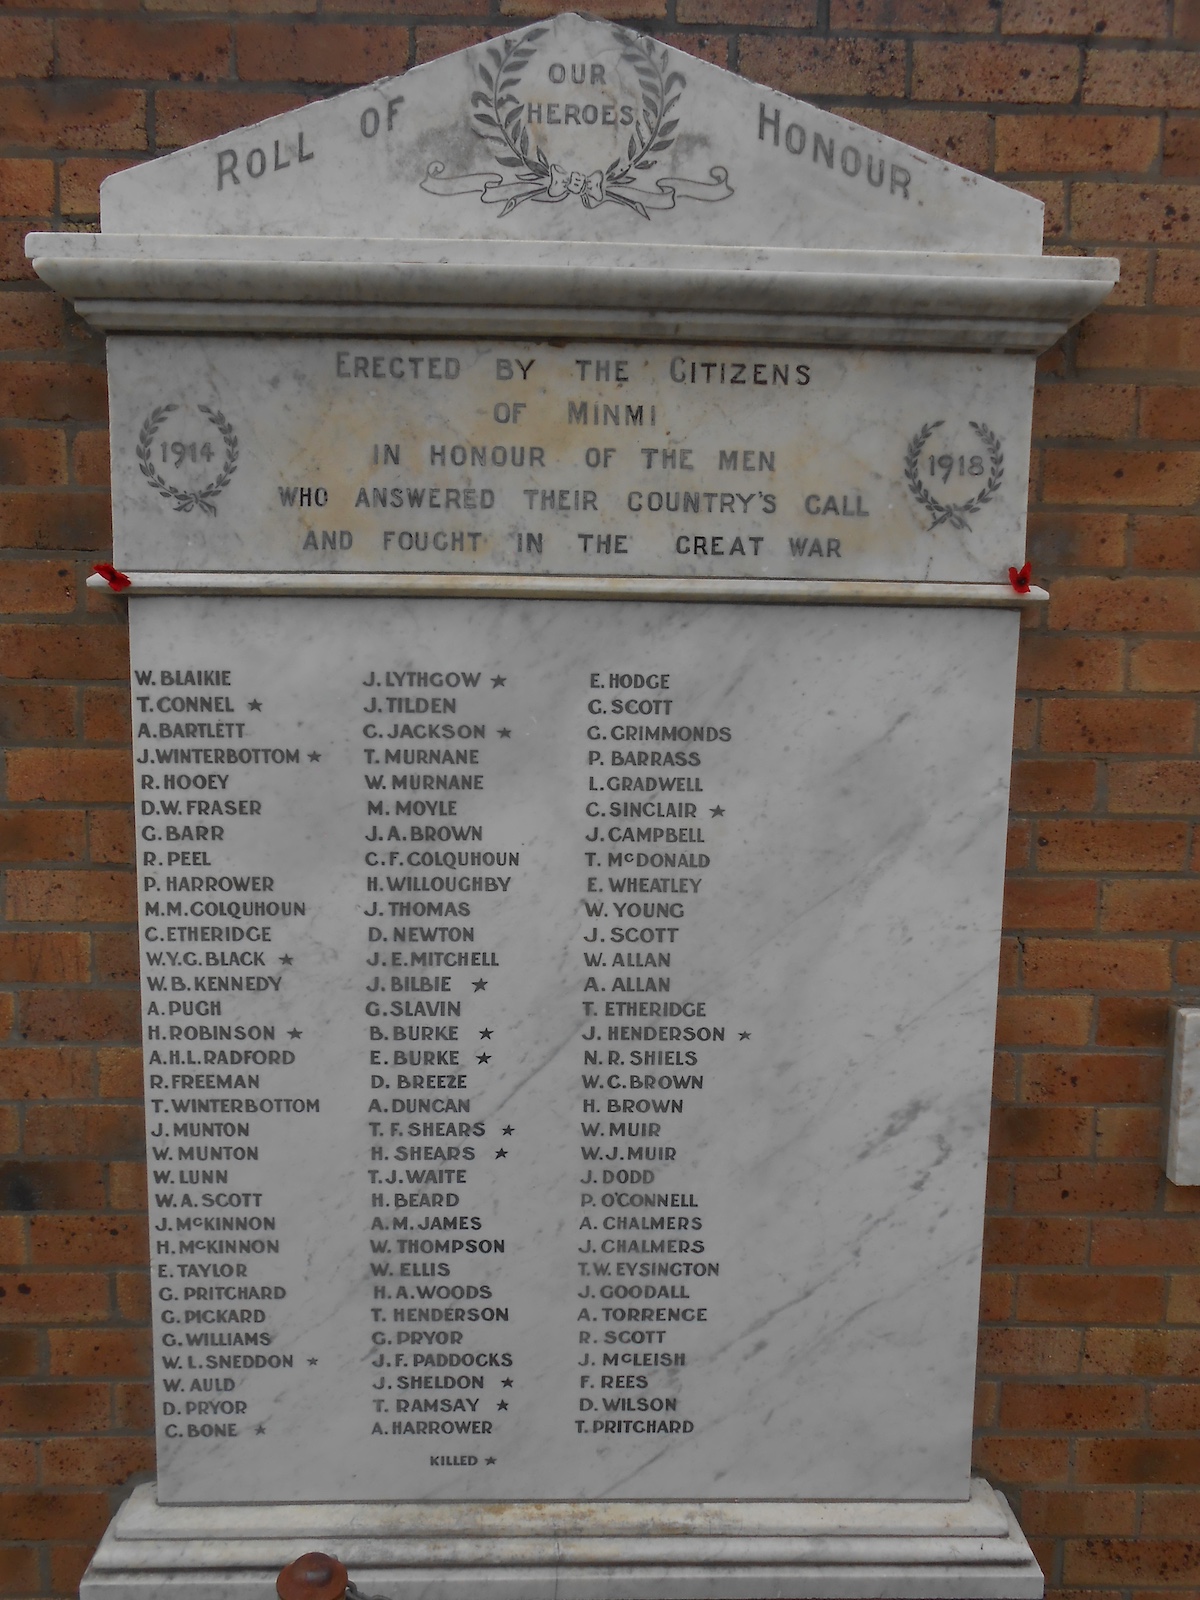 OUR
HEROES
ROLL OF HONOUR
ERECTED BY THE CITIZENS
OF MINMI
IN HONOUR OF THE MEN
WHO ANSWERED THEIR COUNTRY'S CALL
AND FOUGHT IN THE GREAT WAR
1914
1918
W. BLAIKIE
T. CONNEL ★
A. BARTLETT
J. WINTERBOTTOM ★
R. HOOEY
D.W. FRASER
G. BARR
R. PEEL
P. HARROWER
M.M. COLQUHOUN
C. ETHERIDGE
W.Y.G. BLACK ★
W.B. KENNEDY
A. PUGH
H. ROBINSON ★
A.H.L. RADFORD
R. FREEMAN
T. WINTERBOTTOM
J. MUNTON
W. MUNTON
W. LUNN
W.A. SCOTT
J. McKINNON
H. McKINNON
E. TAYLOR
G. PRITCHARD
G. PICKARD
G. WILLIAMS
W.L. SNEDDON ★
W. AULD
D. PRYOR
C. BONE ★
J. LYTHGOW ★
J. TILDEN
C. JACKSON ★
T. MURNANE
W. MURNANE
M. MOYLE
J.A. BROWN
C.F. COLQUHOUN
H. WILLOUGHBY
J. THOMAS
D. NEWTON
J.E. MITCHELL
J. BILBIE ★
G. SLAVIN
B. BURKE ★
E. BURKE ★
D. BREEZE
A. DUNCAN
T. F. SHEARS ★
H. SHEARS ★
T.J. WAITE
H. BEARD
A.M. JAMES
W. THOMPSON
W. ELLIS
H.A. WOODS
T. HENDERSON
G. PRYOR
J.F. PADDOCKS
J. SHELDON ★
T. RAMSAY ★
A. HARROWER
E. HODGE
G. SCOTT
G. GRIMMONDS
P. BARRASS
L. GRADWELL
C. SINCLAIR ★
J. CAMPBELL
T. McDONALD
E. WHEATLEY
W. YOUNG
J. SCOTT
W. ALLAN
A. ALLAN
T. ETHERIDGE
J. HENDERSON ★
N.R. SHIELS
W.C. BROWN
H. BROWN
W. MUIR
W.J. MUIR
J. DODD
P. O'CONNELL
A. CHALMERS
J. CHALMERS
T.W. EYSINGTON
J. GOODALL
A. TORRENCE
R. SCOTT
J. McLEISH
F. REES
D. WILSON
T. PRITCHARD
KILLED ★